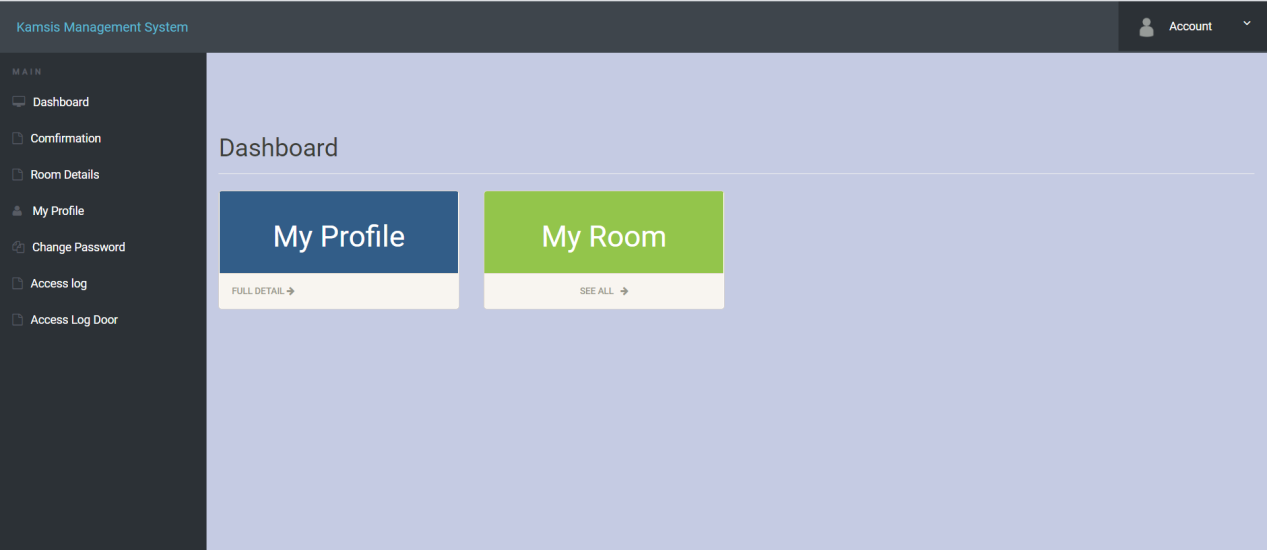 Kamsis Management System
Account
MAIN
Dashboard
Comfirmation
Room Details
My Profile
Change Password
Access log
Access Log Door
Dashboard
My Profile
FULL DETAIL
My Room
SEE ALL